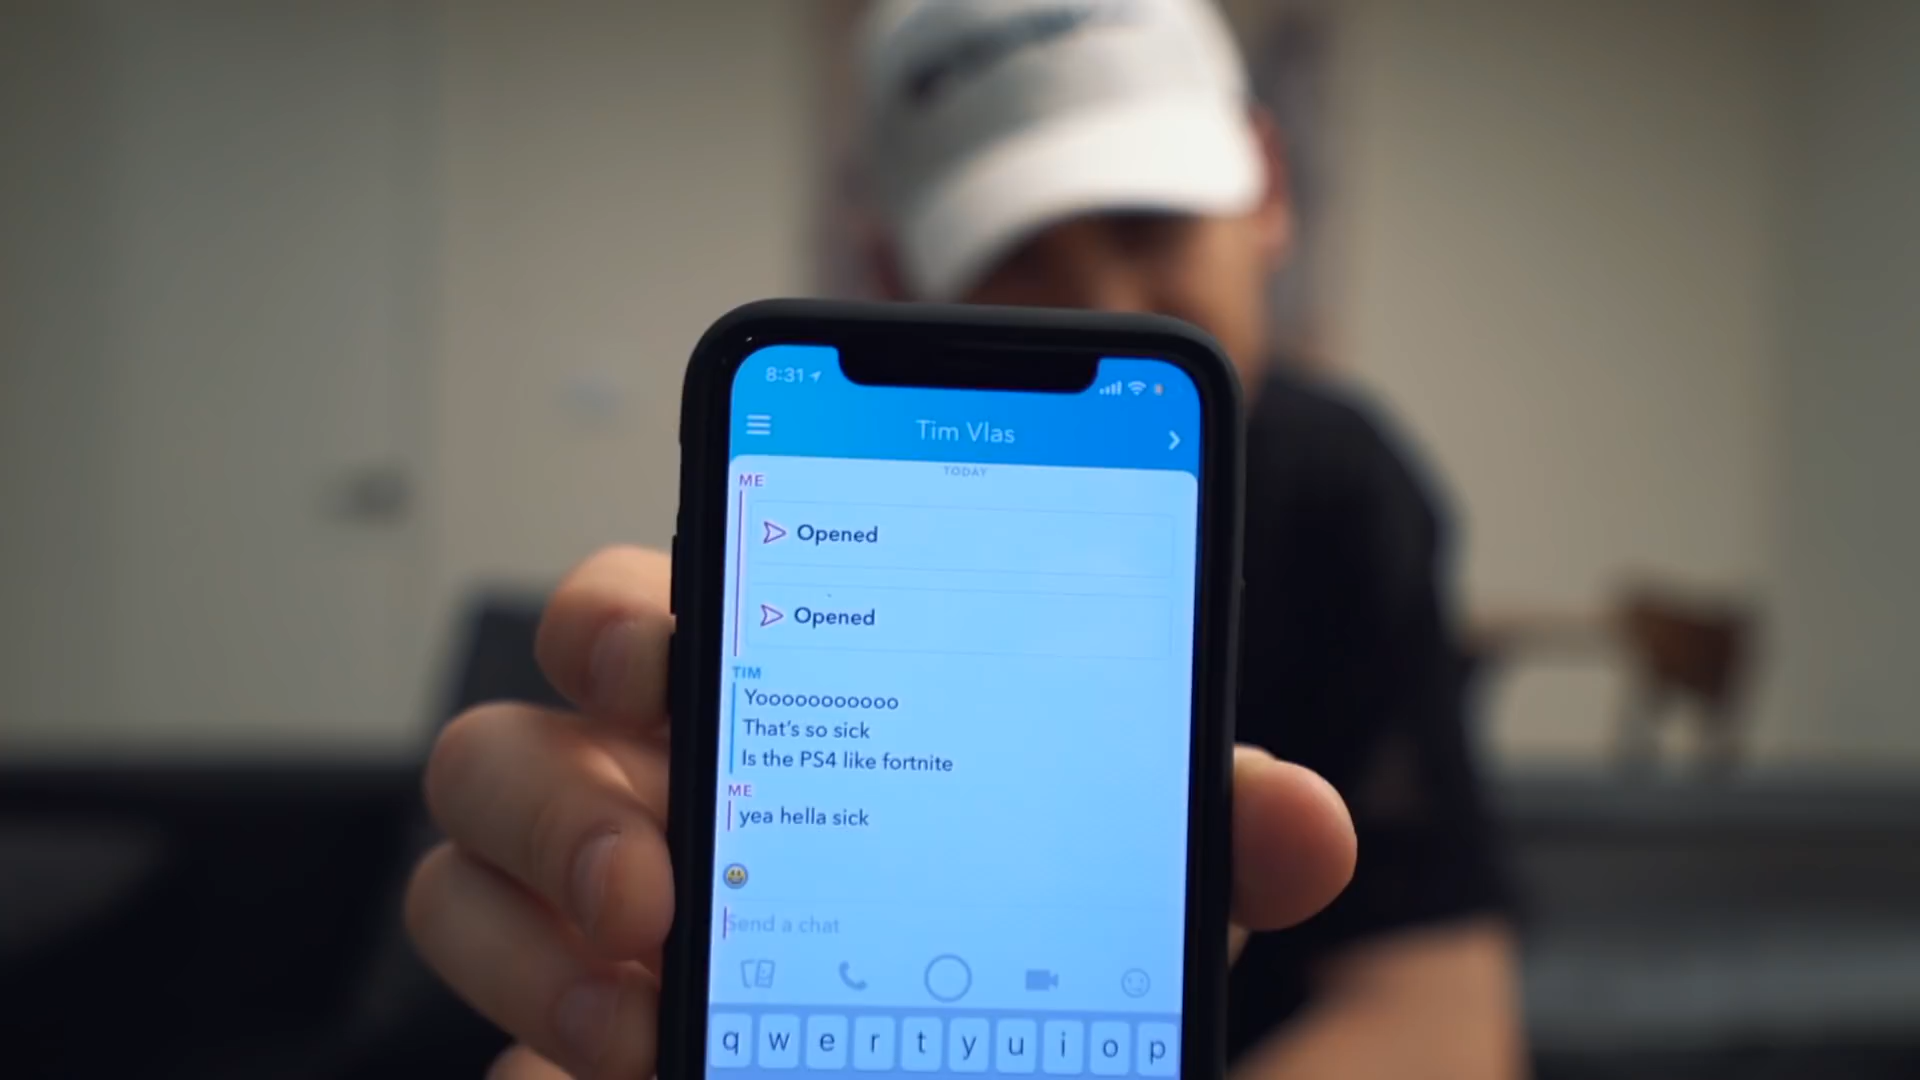 8:31
Tim Vlas
TODAY
ME
Opened
Opened
TIM
Yooooooooooo
That's so sick
Is the PS4 like fortnite
ME
yea hella sick
Send a chat
q w e r t y u i o p